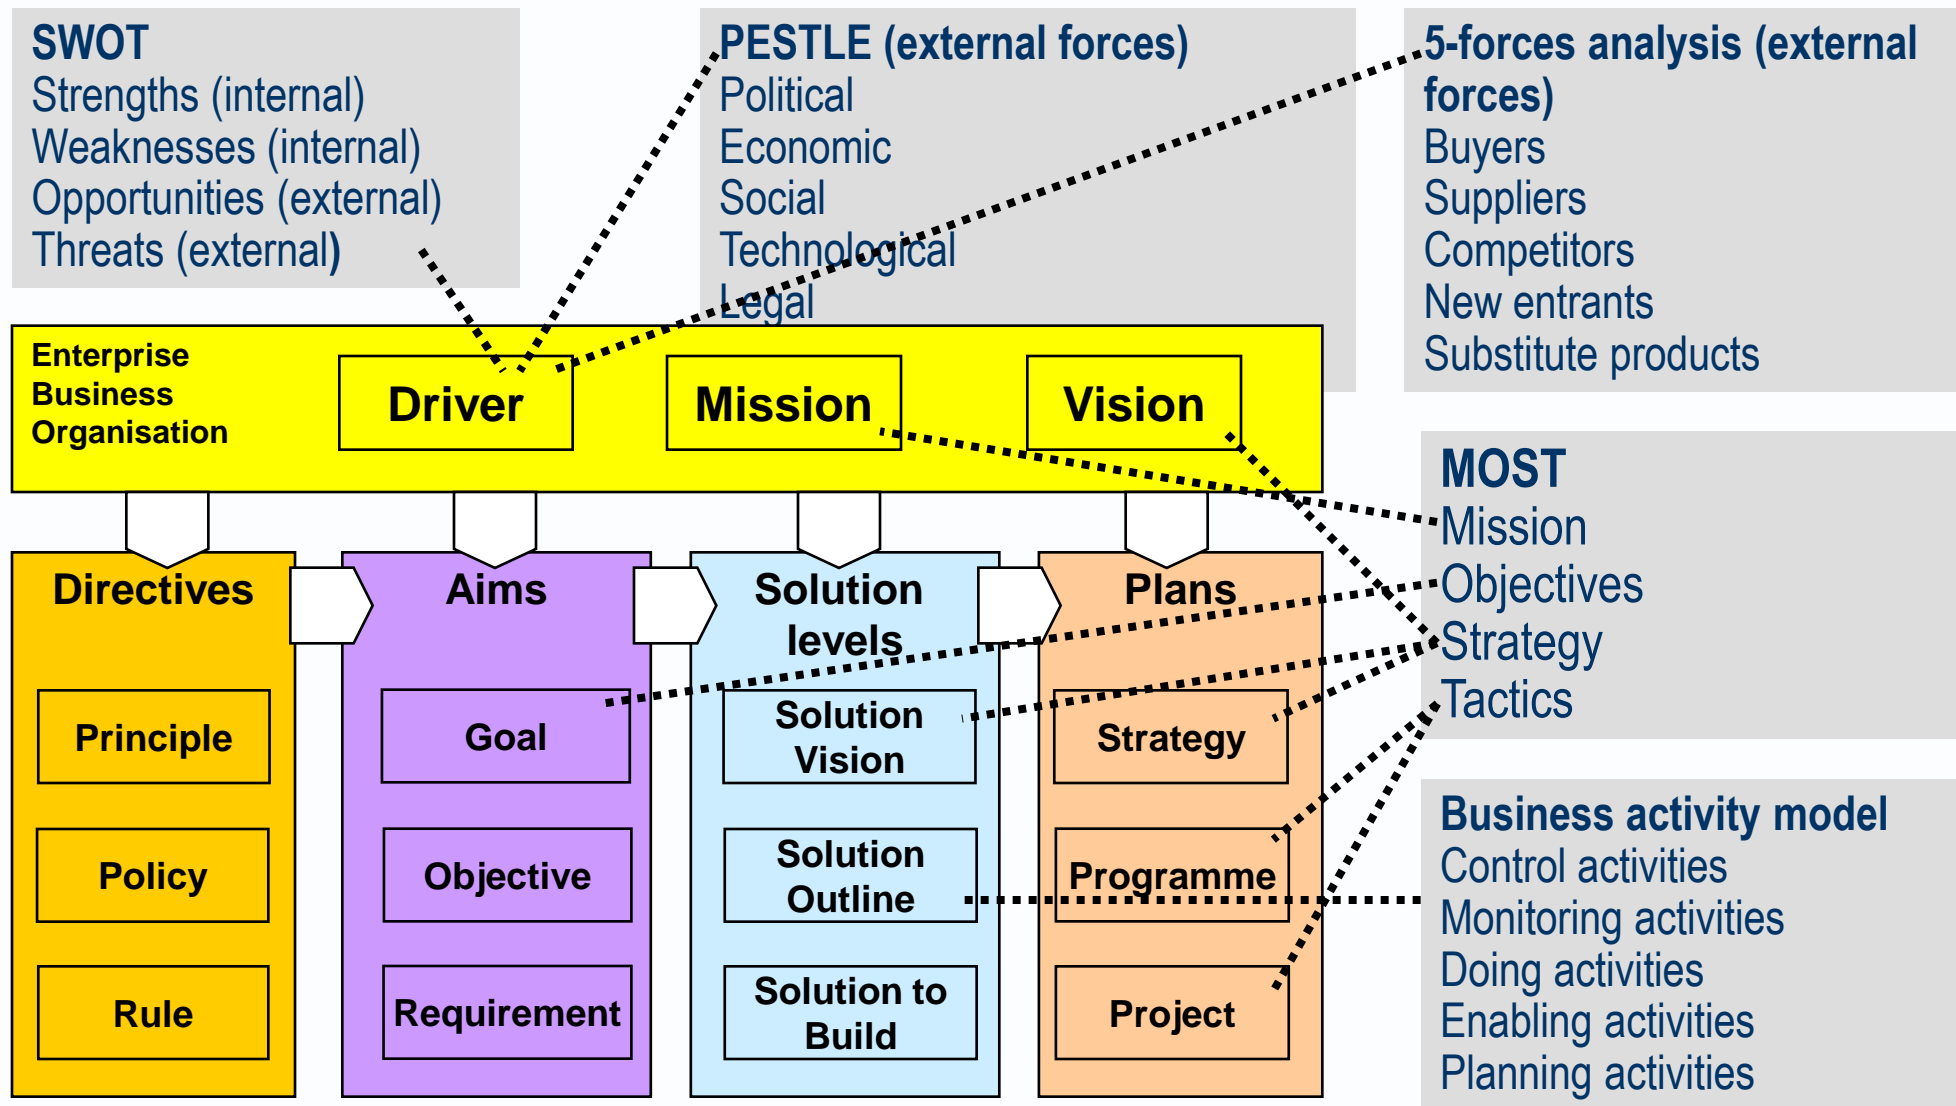 SWOT
Strengths (internal)
Weaknesses (internal)
Opportunities (external)
Threats (external)
PESTLE (external forces)
Political
Economic
Social
Technological
Legal
5-forces analysis (external
forces)
Buyers
Suppliers
Competitors
New entrants
Substitute products
Enterprise
Business
Organisation
Driver
Mission
Vision
MOST
Mission
Objectives
Strategy
Tactics
Directives
Principle
Policy
Rule
Aims
Goal
Objective
Requirement
Solution
levels
Solution
Vision
Solution
Outline
Solution to
Build
Plans
Strategy
Programme
Project
Business activity model
Control activities
Monitoring activities
Doing activities
Enabling activities
Planning activities